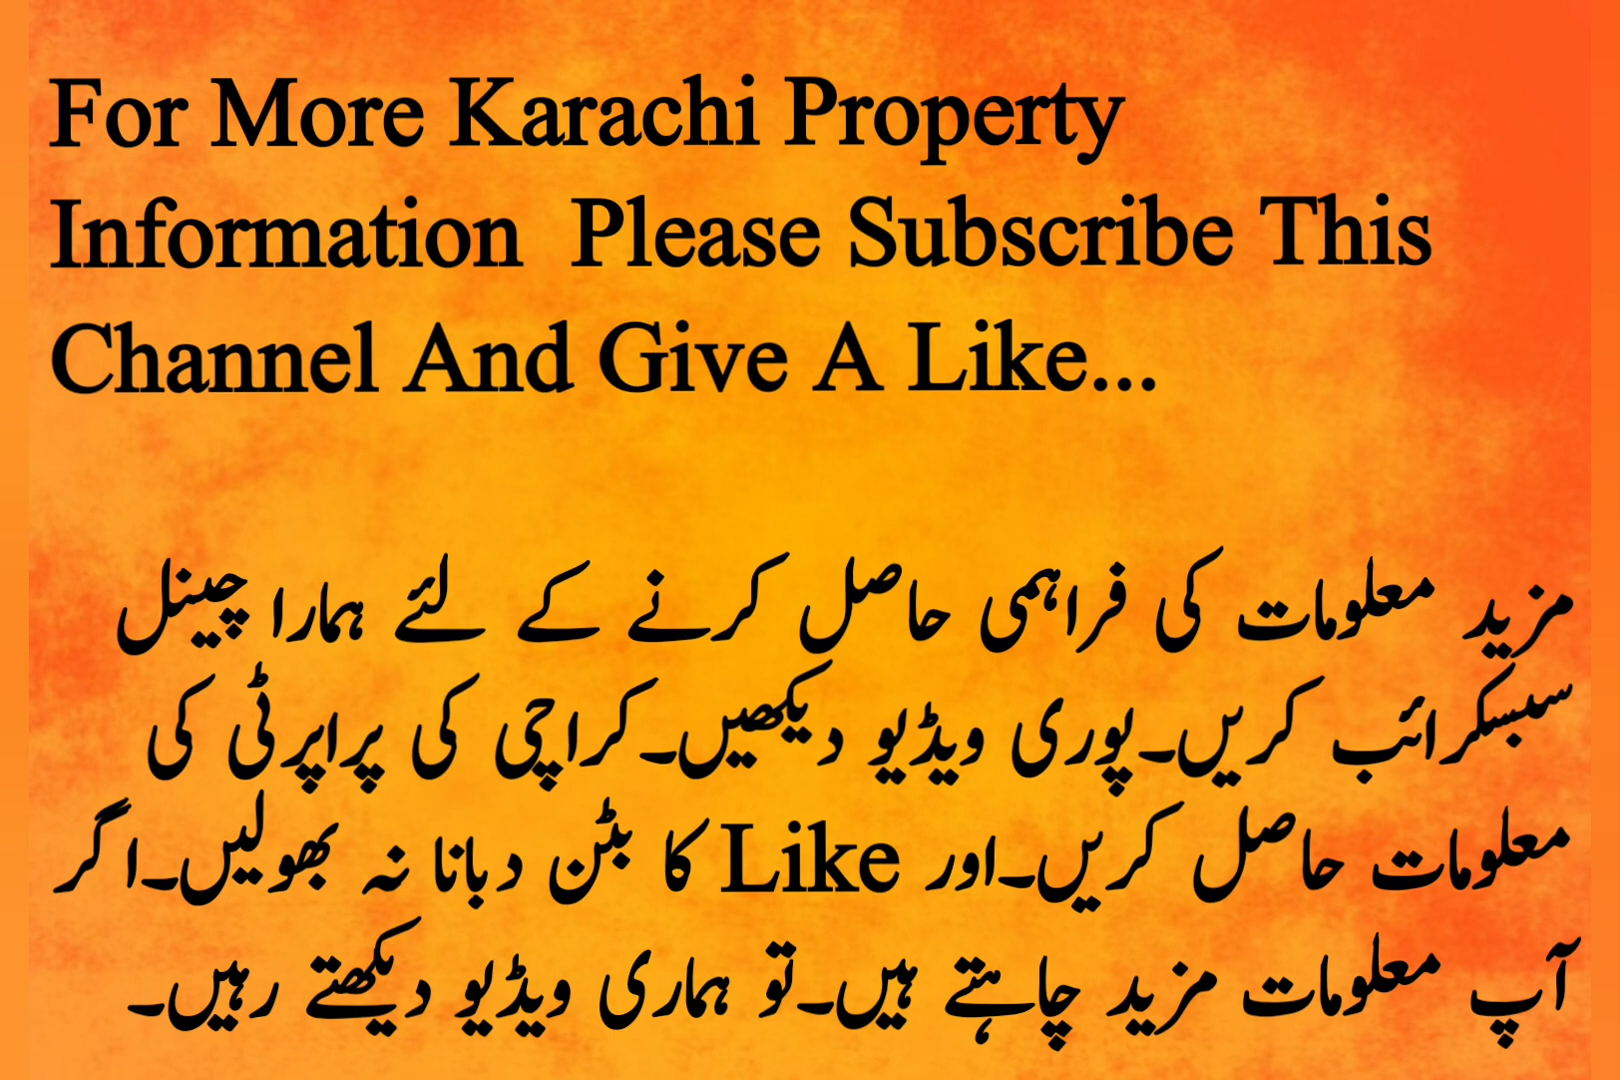 For More Karachi Property
Information  Please Subscribe This
Channel And Give A Like...
مزید معلومات کی فراہمی حاصل کرنے کے لئے ہمارا چینل
سبسکرائب کریں۔پوری ویڈیو دیکھیں۔کراچی کی پراپرٹی کی
معلومات حاصل کریں۔اور Like کا بٹن دبانا نہ بھولیں۔اگر
آپ معلومات مزید چاہتے ہیں۔تو ہماری ویڈیو دیکھتے رہیں۔